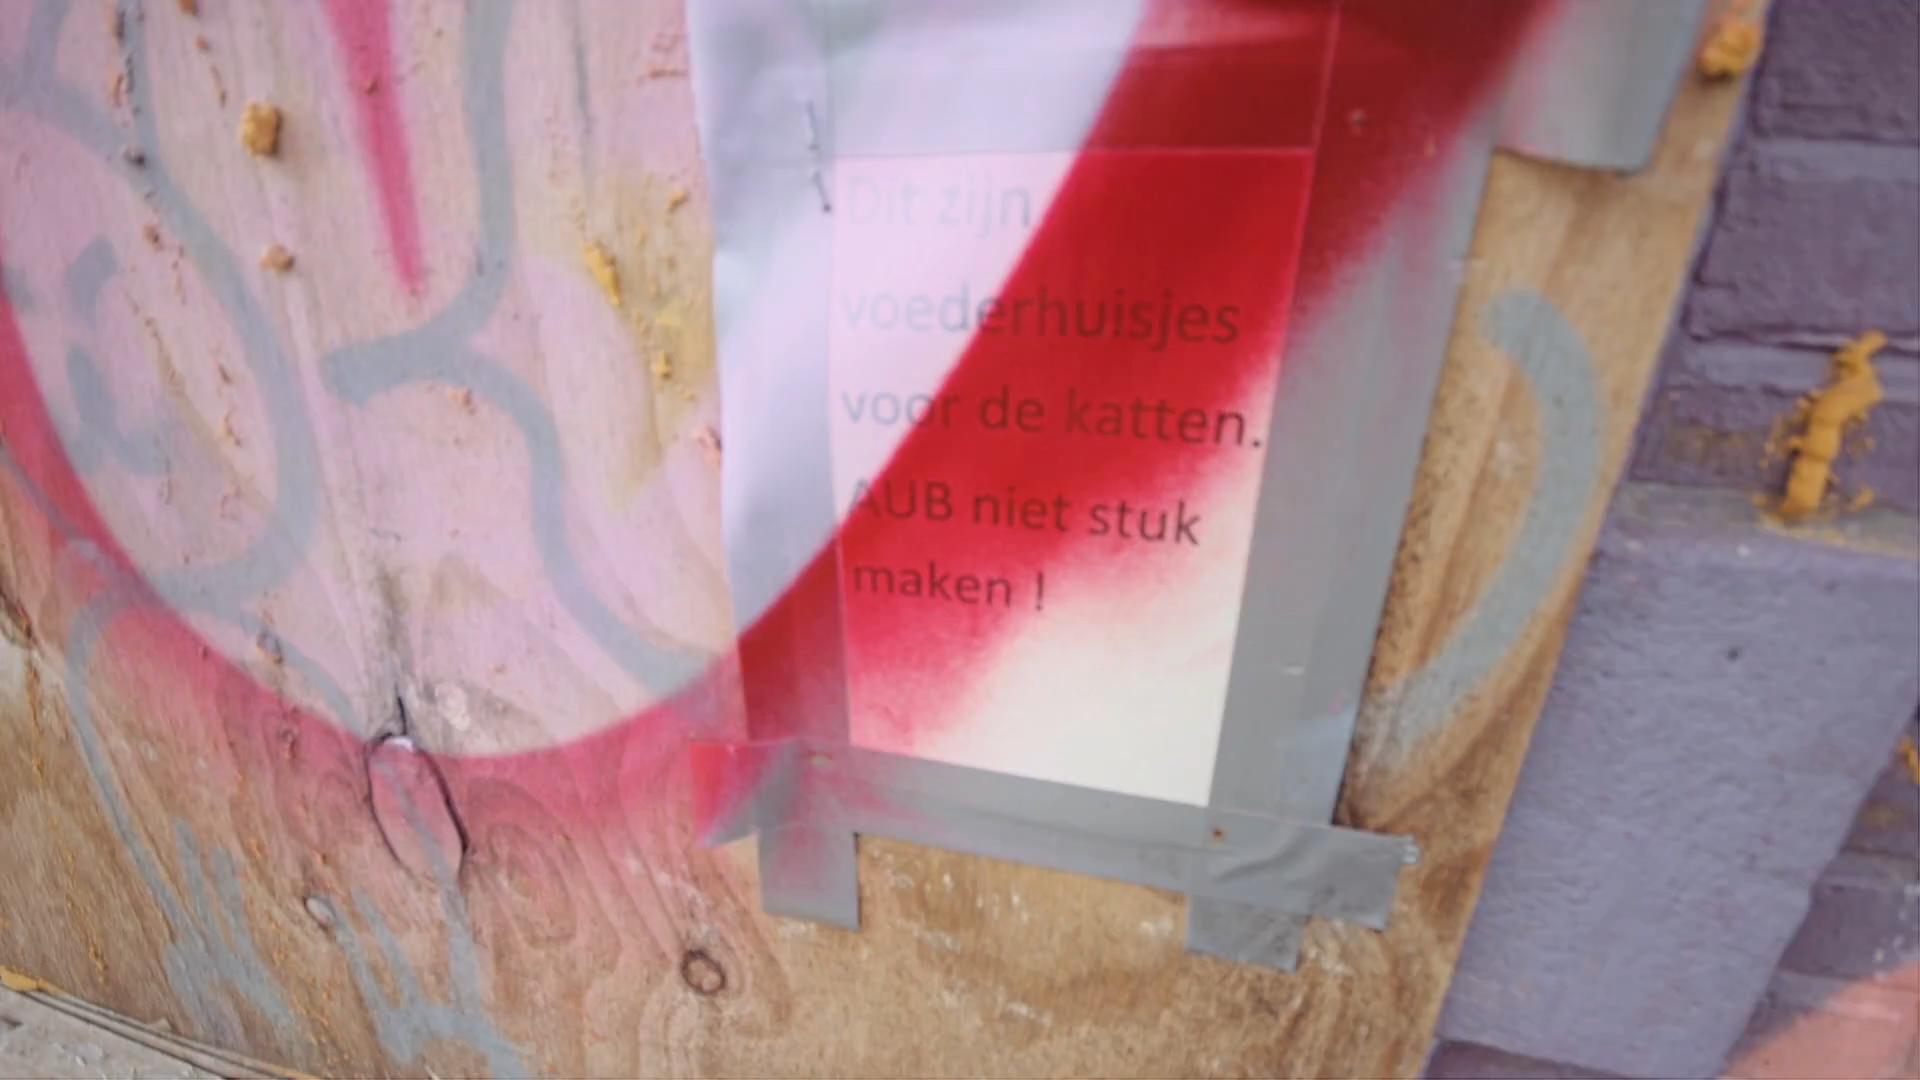 Dit zijn
voederhuisjes
voor de katten.
AUB niet stuk
maken !